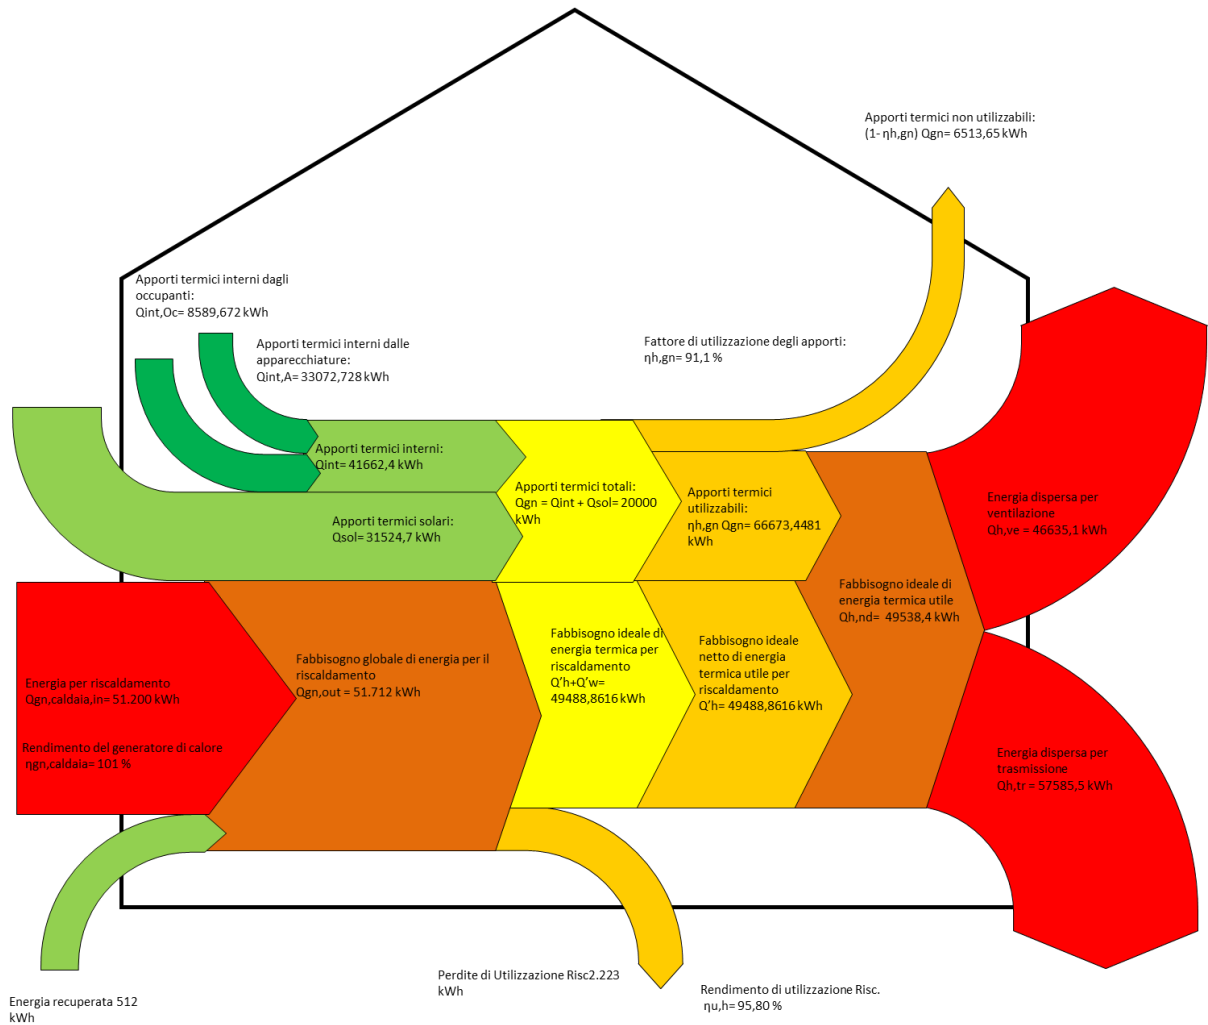 Apporti termici non utilizzabili:
(1- ηh,gn) Qgn= 6513,65 kWh
Apporti termici interni dagli
occupanti:
Qint,Oc= 8589,672 kWh
Apporti termici interni dalle
apparecchiature:
Qint,A= 33072,728 kWh
Fattore di utilizzazione degli apporti:
ηh,gn= 91,1 %
Apporti termici interni:
Qint= 41662,4 kWh
Apporti termici solari:
Qsol= 31524,7 kWh
Apporti termici totali:
Qgn = Qint + Qsol= 20000
kWh
Apporti termici
utilizzabili:
ηh,gn Qgn= 66673,4481
kWh
Energia dispersa per
ventilazione
Qh,ve = 46635,1 kWh
Fabbisogno ideale di
energia termica utile
Qh,nd= 49538,4 kWh
Energia per riscaldamento
Qgn,caldaia,in= 51.200 kWh
Rendimento del generatore di calore
ηgn,caldaia= 101 %
Fabbisogno globale di energia per il
riscaldamento
Qgn,out = 51.712 kWh
Fabbisogno ideale di
energia termica per
riscaldamento
Q’h+Q’w=
49488,8616 kWh
Fabbisogno ideale
netto di energia
termica utile per
riscaldamento
Q’h= 49488,8616 kWh
Energia dispersa per
trasmissione
Qh,tr = 57585,5 kWh
Energia recuperata 512
kWh
Perdite di Utilizzazione Risc2.223
kWh
Rendimento di utilizzazione Risc.
ηu,h= 95,80 %